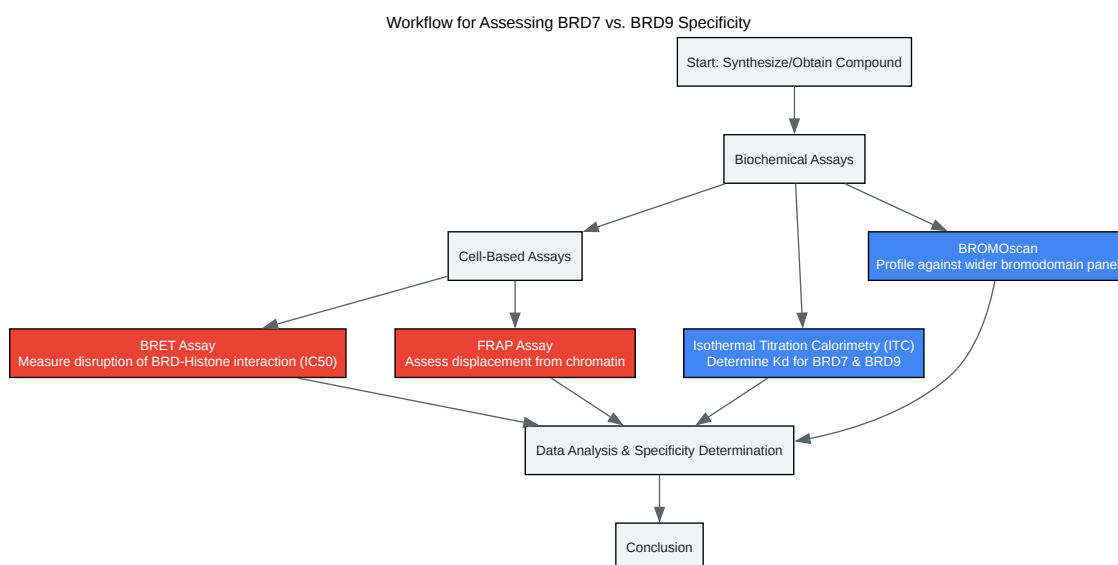 Workflow for Assessing BRD7 vs. BRD9 Specificity
Start: Synthesize/Obtain Compound
Biochemical Assays
Cell-Based Assays
BROMOscan
Profile against wider bromodomain pane
BRET Assay
Measure disruption of BRD-Histone interaction (IC50)
FRAP Assay
Assess displacement from chromatin
Isothermal Titration Calorimetry (ITC)
Determine Kd for BRD7 & BRD9
Data Analysis & Specificity Determination
Conclusion